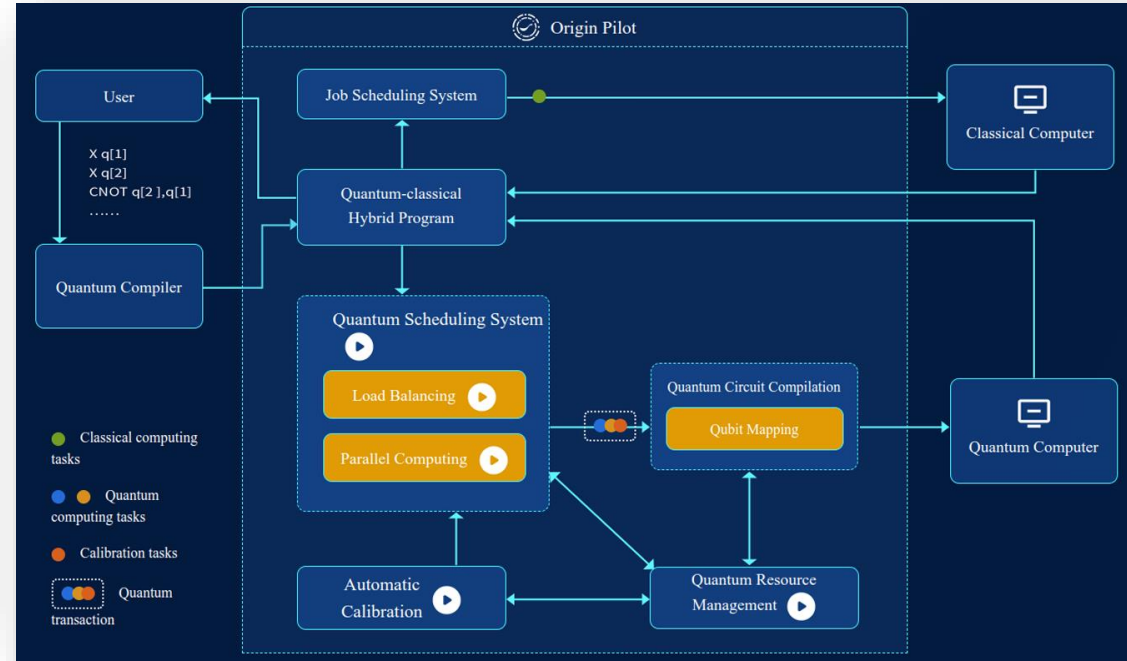 Origin Pilot
User
Job Scheduling System
Classical Computer
X q[1]
X q[2]
CNOT q[2 ],q[1]
......
Quantum-classical
Hybrid Program
Quantum Compiler
Quantum Scheduling System
Load Balancing
Parallel Computing
Quantum Circuit Compilation
Qubit Mapping
Quantum Computer
Classical computing
tasks
Quantum
computing tasks
Calibration tasks
Quantum
transaction
Automatic
Calibration
Quantum Resource
Management